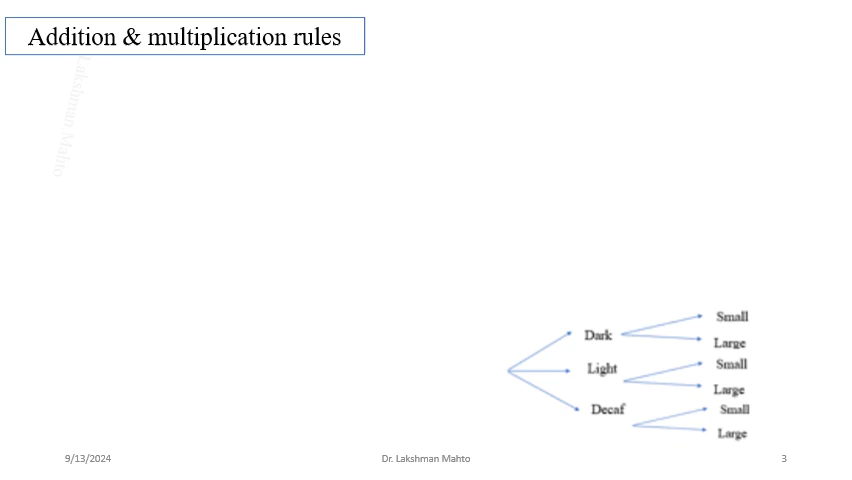 Addition & multiplication rules
Lakshman Mahto
Small
Dark
Large
Small
Light
Large
Decaf
Small
Large
9/13/2024
Dr. Lakshman Mahto
3